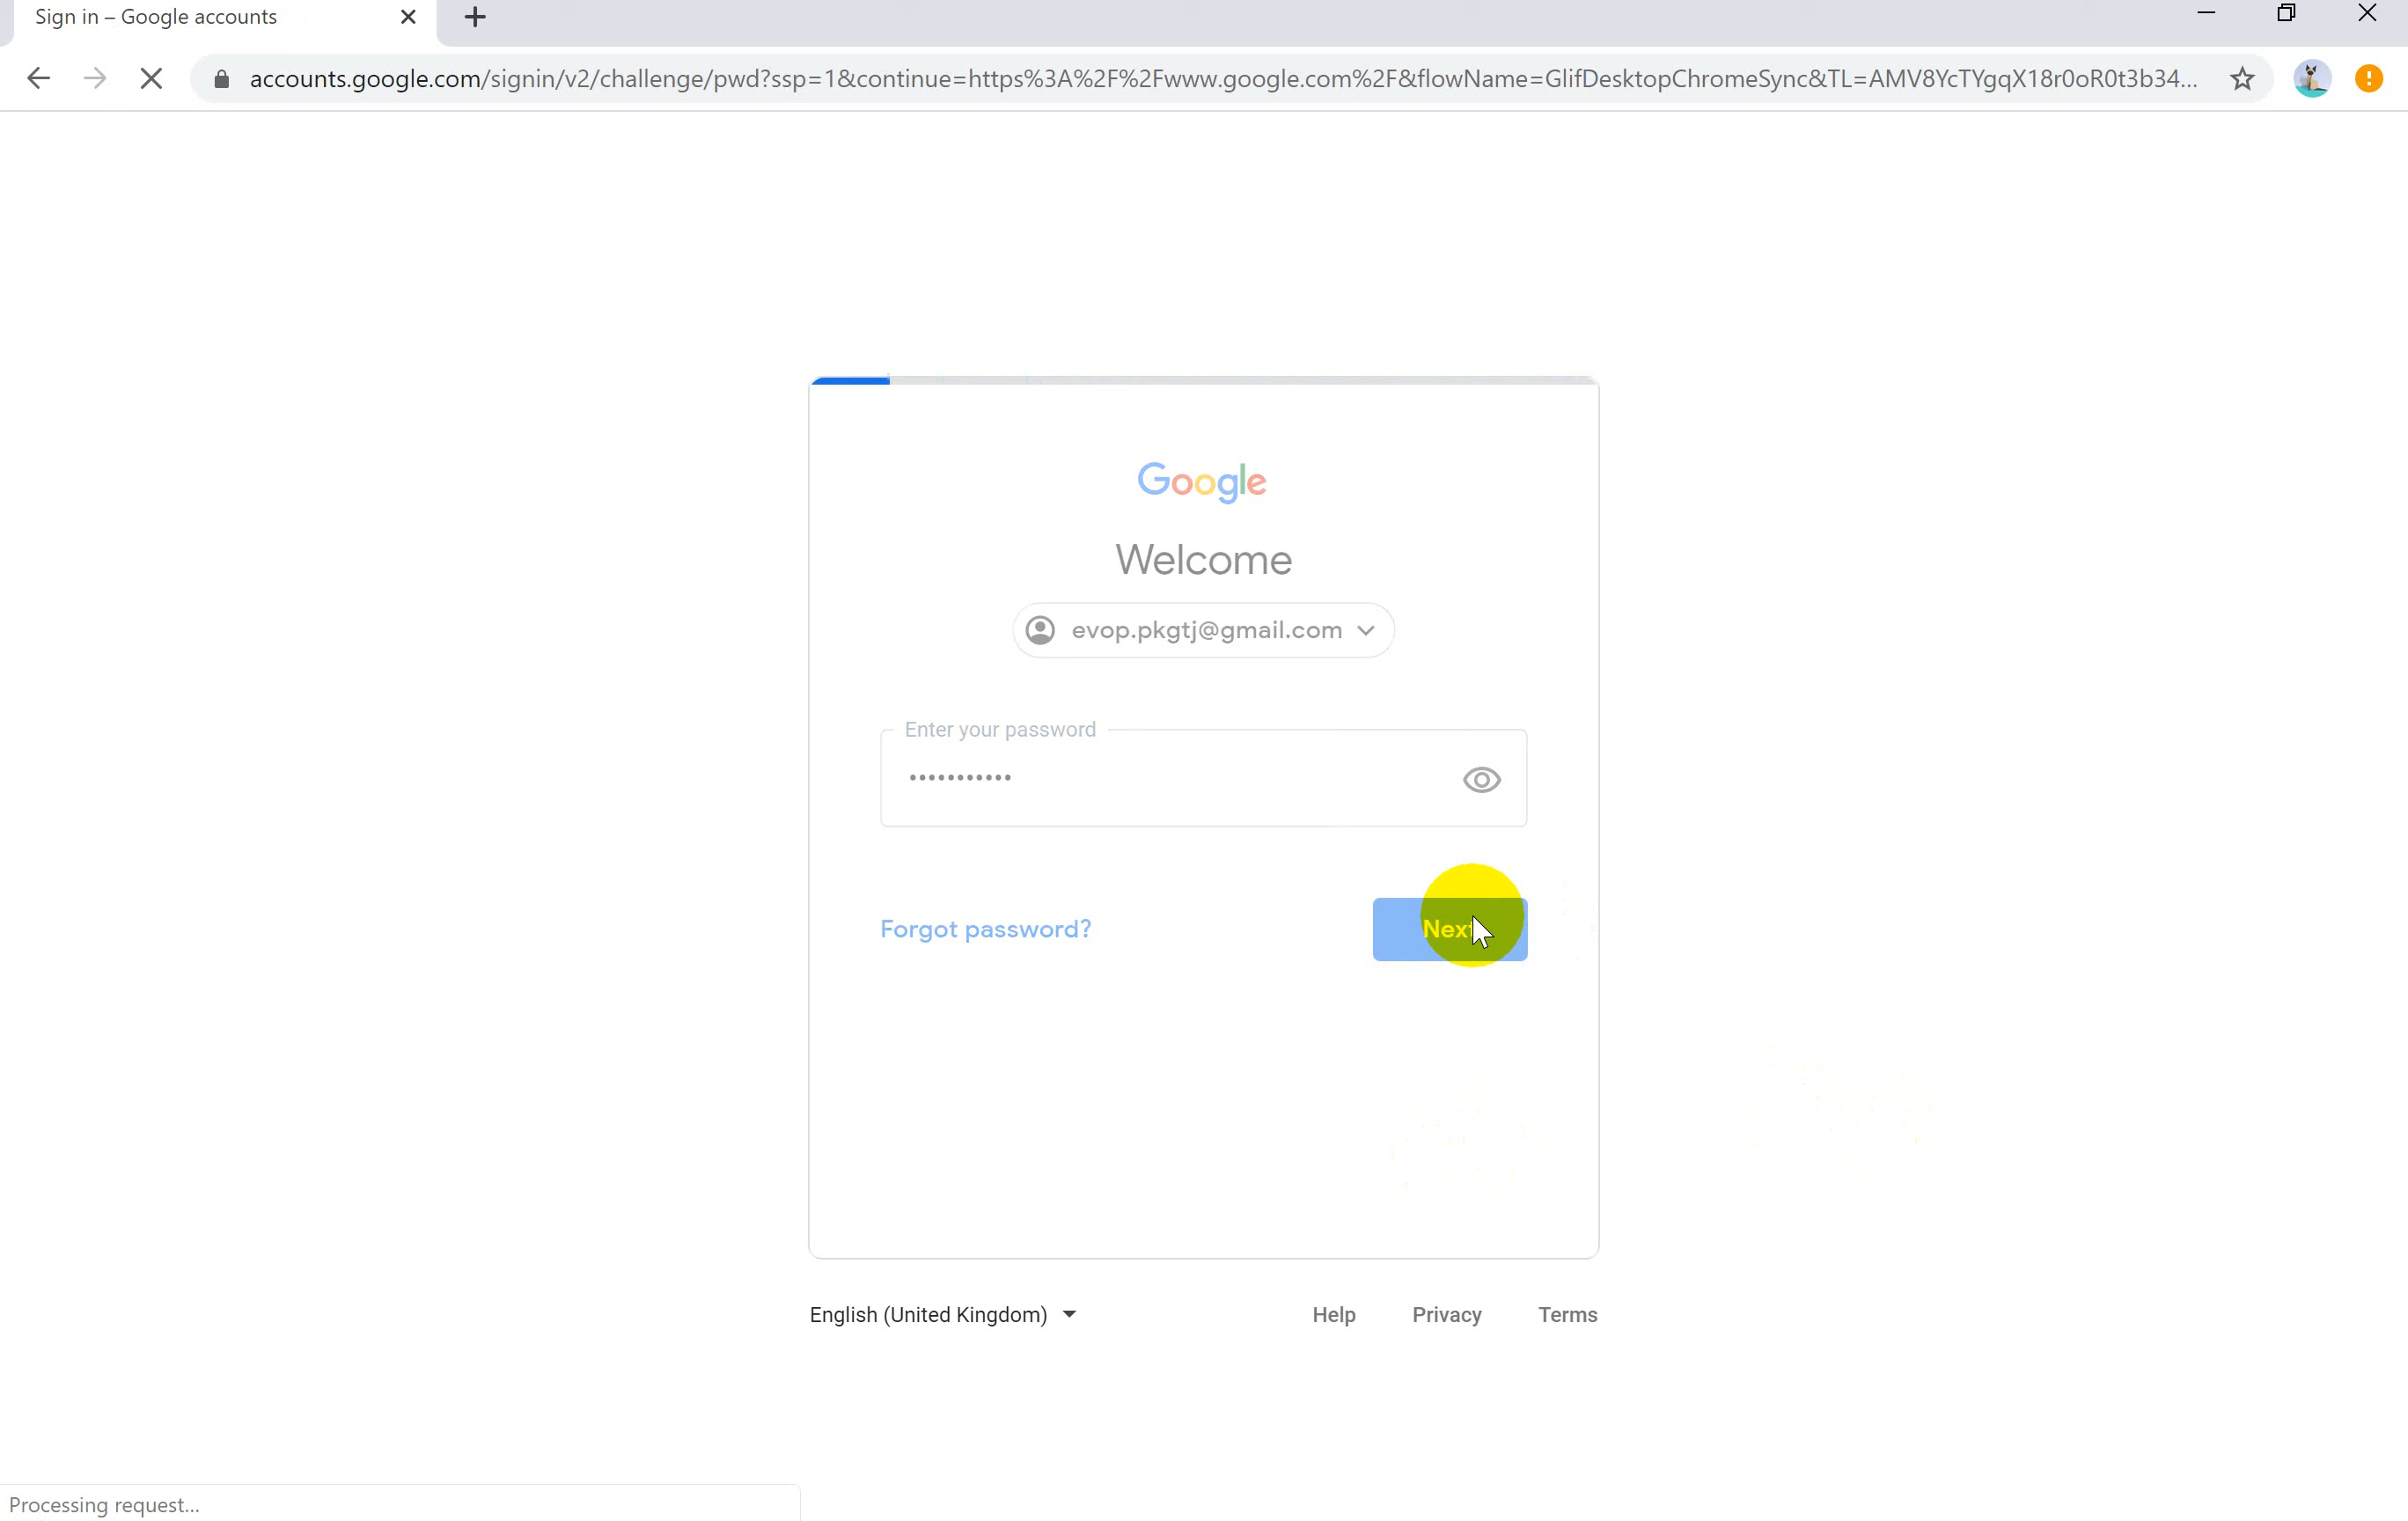 Sign in – Google accounts
accounts.google.com/signin/v2/challenge/pwd?ssp=1&continue=https%3A%2F%2Fwww.google.com%2F&flowName=GlifDesktopChromeSync&TL=AMV8YcTYgqX18r0oR0t3b34...
Google
Welcome
evop.pkgtj@gmail.com
Enter your password
•••••••••••
Forgot password?
Next
English (United Kingdom)
Help Privacy Terms
Processing request...